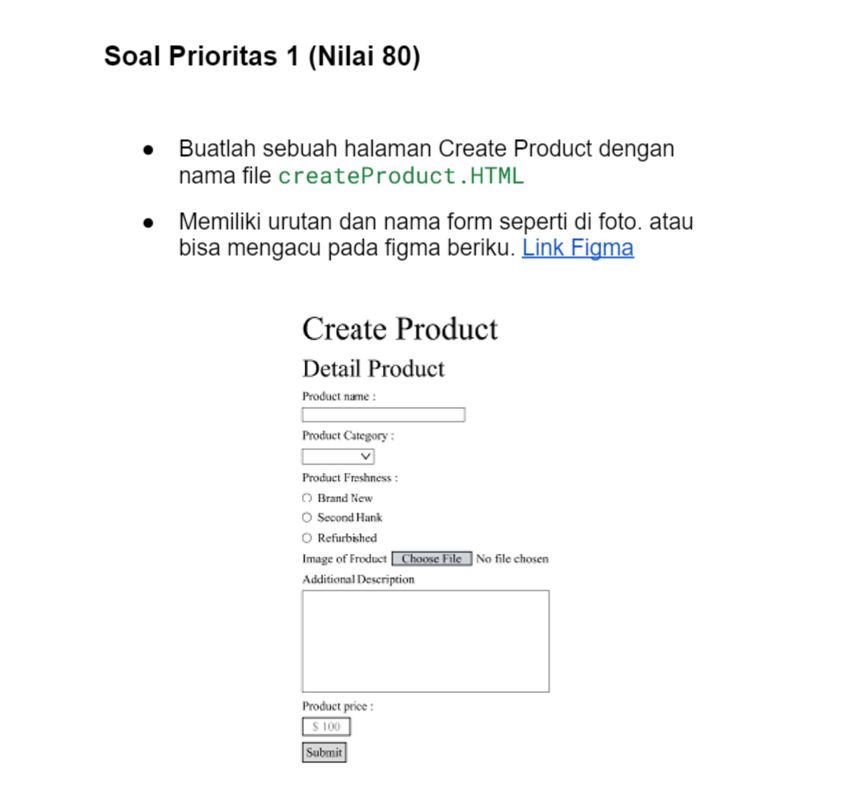 Soal Prioritas 1 (Nilai 80)
● Buatlah sebuah halaman Create Product dengan
nama file createProduct.HTML
● Memiliki urutan dan nama form seperti di foto. atau
bisa mengacu pada figma beriku. Link Figma
Create Product
Detail Product
Product name :
Product Category :
Product Freshness :
Brand New
Second Hank
Refurbished
Image of Froduct Choose File No file chosen
Additional Description
Product price :
$ 100
Submit